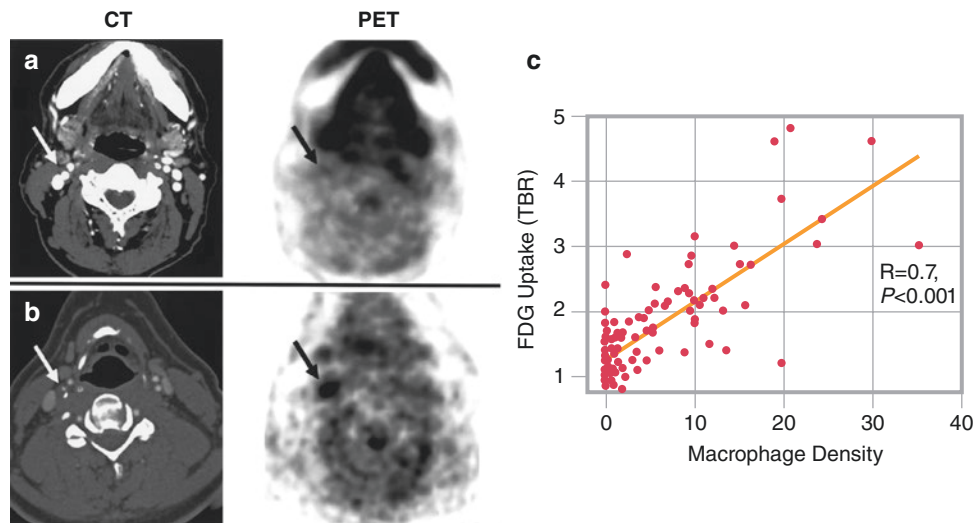 CT
PET
a
b
c
5
4
3
2
1
FDG Uptake (TBR)
R=0.7,
P<0.001
0
10
20
30
40
Macrophage Density